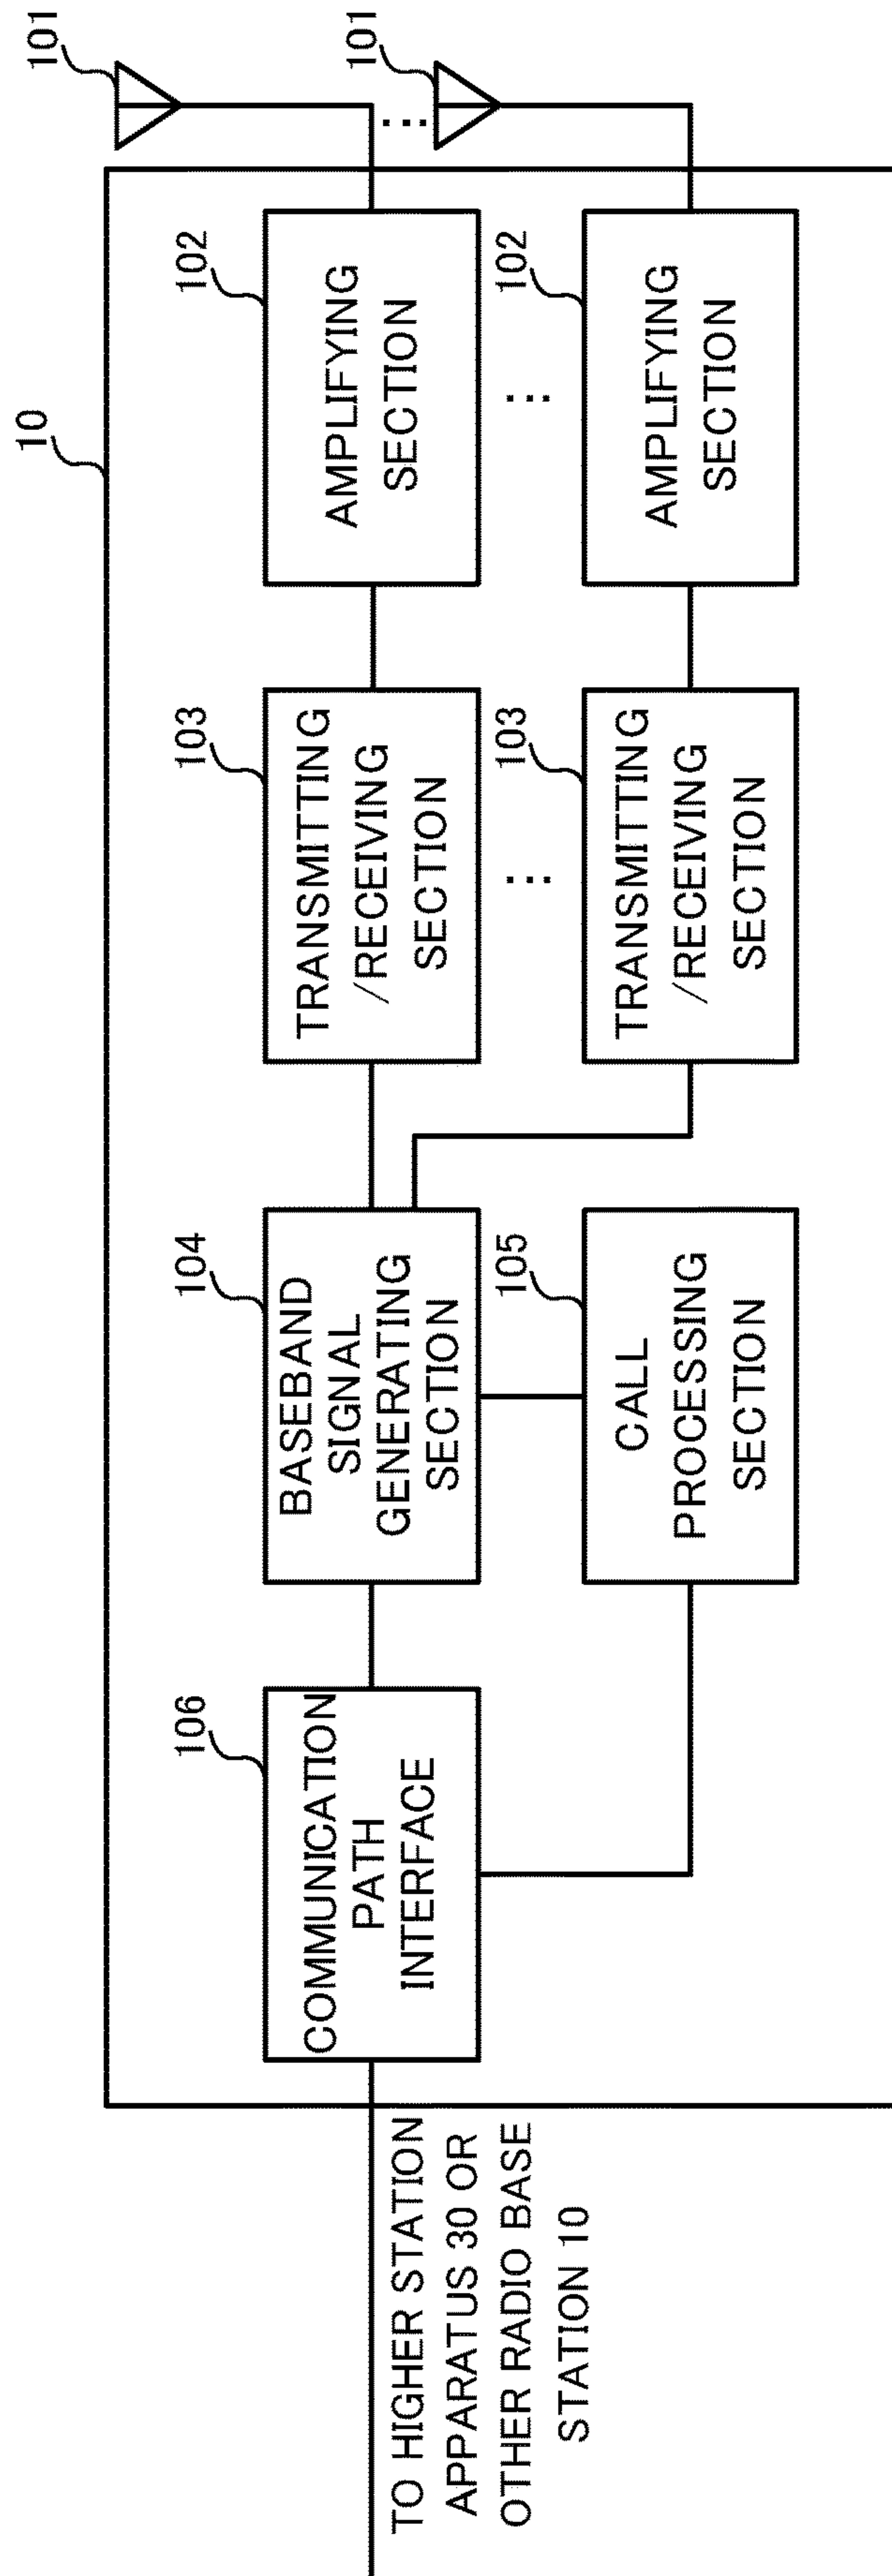 10
101
101
102
AMPLIFYING
SECTION
102
AMPLIFYING
SECTION
103
TRANSMITTING
/RECEIVING
SECTION
103
TRANSMITTING
/RECEIVING
SECTION
104
BASEBAND
SIGNAL
GENERATING
SECTION
105
CALL
PROCESSING
SECTION
106
COMMUNICATION
PATH
INTERFACE
TO HIGHER STATION
APPARATUS 30 OR
OTHER RADIO BASE
STATION 10